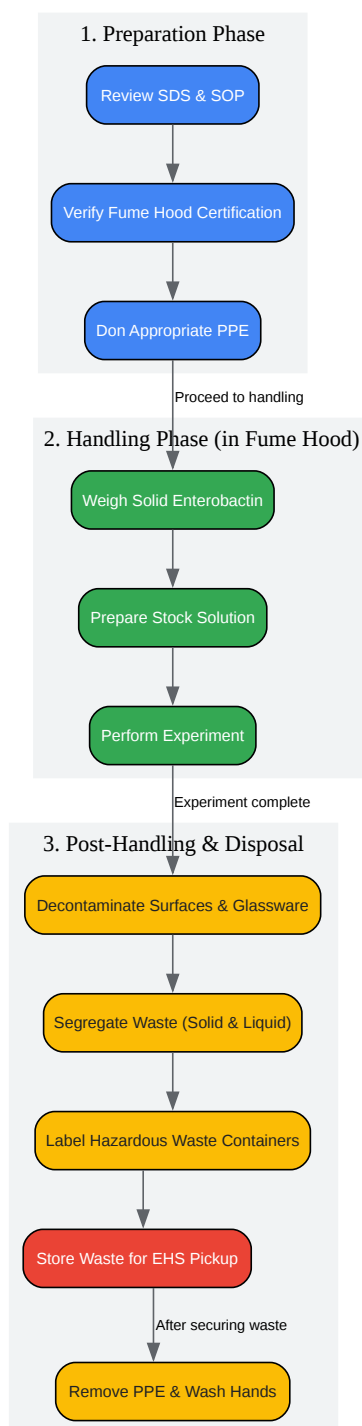 1. Preparation Phase
Review SDS & SOP
Verify Fume Hood Certification
Don Appropriate PPE
Proceed to handling
2. Handling Phase (in Fume Hood)
Weigh Solid Enterobactin
Prepare Stock Solution
Perform Experiment
Experiment complete
3. Post-Handling & Disposal
Decontaminate Surfaces & Glassware
Segregate Waste (Solid & Liquid)
Label Hazardous Waste Containers
Store Waste for EHS Pickup
After securing waste
Remove PPE & Wash Hands